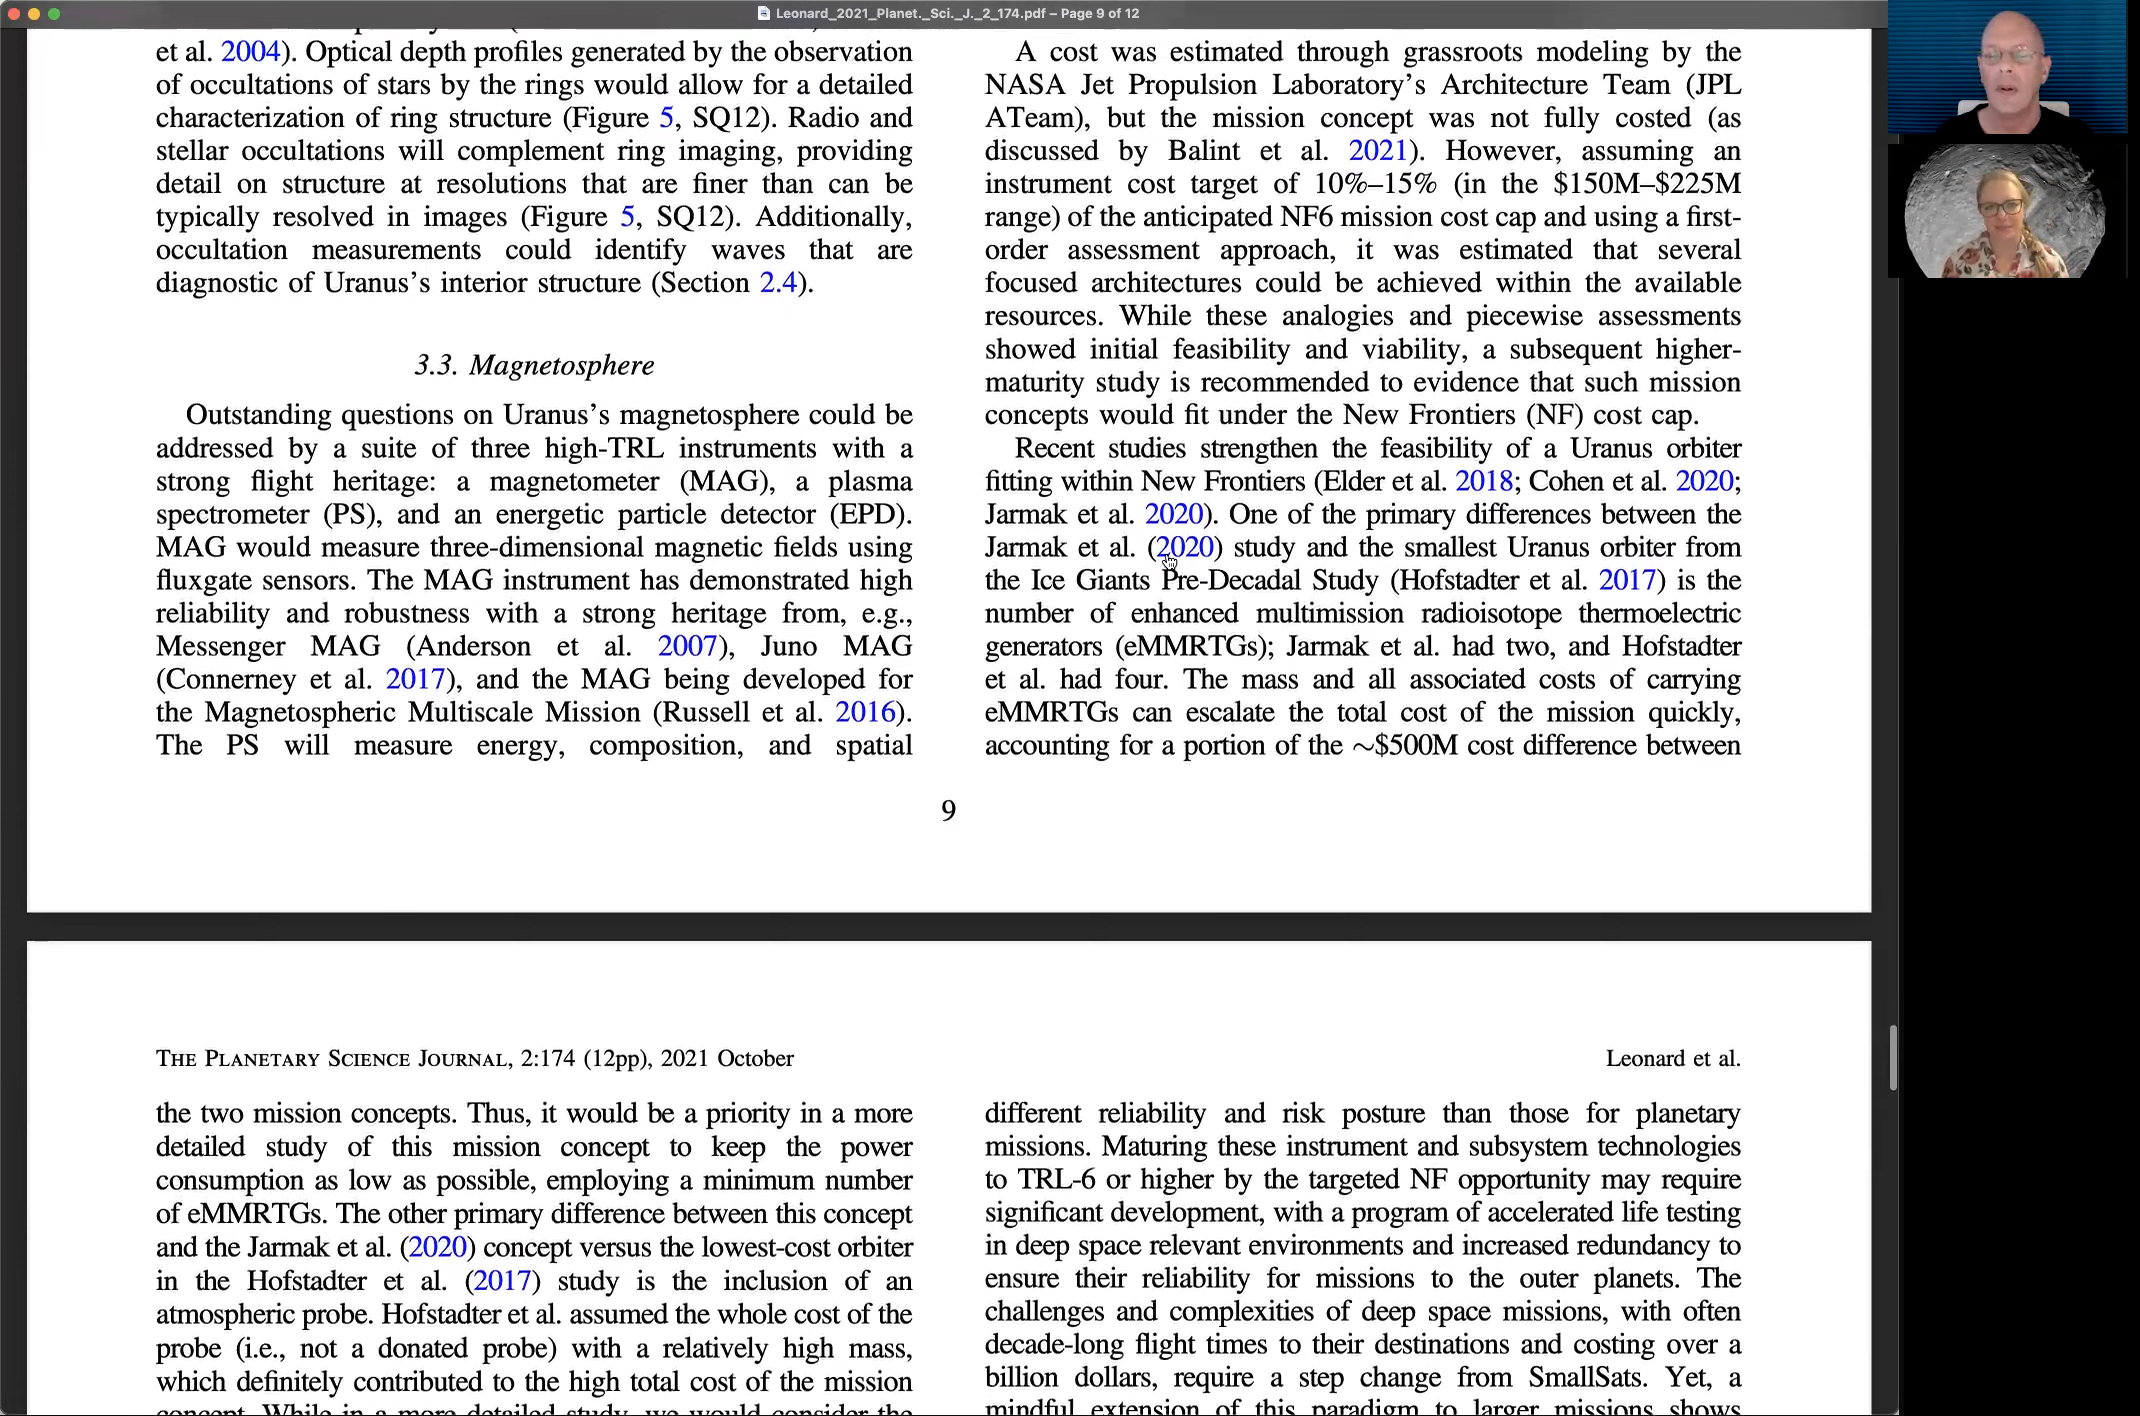 Leonard_2021_Planet._Sci._J._2_174.pdf – Page 9 of 12
et al. 2004). Optical depth profiles generated by the observation
of occultations of stars by the rings would allow for a detailed
characterization of ring structure (Figure 5, SQ12). Radio and
stellar occultations will complement ring imaging, providing
detail on structure at resolutions that are finer than can be
typically resolved in images (Figure 5, SQ12). Additionally,
occultation measurements could identify waves that are
diagnostic of Uranus's interior structure (Section 2.4).
3.3. Magnetosphere
Outstanding questions on Uranus's magnetosphere could be
addressed by a suite of three high-TRL instruments with a
strong flight heritage: a magnetometer (MAG), a plasma
spectrometer (PS), and an energetic particle detector (EPD).
MAG would measure three-dimensional magnetic fields using
fluxgate sensors. The MAG instrument has demonstrated high
reliability and robustness with a strong heritage from, e.g.,
Messenger MAG (Anderson et al. 2007), Juno MAG
(Connerney et al. 2017), and the MAG being developed for
the Magnetospheric Multiscale Mission (Russell et al. 2016).
The PS will measure energy, composition, and spatial
A cost was estimated through grassroots modeling by the
NASA Jet Propulsion Laboratory's Architecture Team (JPL
ATeam), but the mission concept was not fully costed (as
discussed by Balint et al. 2021). However, assuming an
instrument cost target of 10%–15% (in the $150M–$225M
range) of the anticipated NF6 mission cost cap and using a first-
order assessment approach, it was estimated that several
focused architectures could be achieved within the available
resources. While these analogies and piecewise assessments
showed initial feasibility and viability, a subsequent higher-
maturity study is recommended to evidence that such mission
concepts would fit under the New Frontiers (NF) cost cap.
Recent studies strengthen the feasibility of a Uranus orbiter
fitting within New Frontiers (Elder et al. 2018; Cohen et al. 2020;
Jarmak et al. 2020). One of the primary differences between the
Jarmak et al. (2020) study and the smallest Uranus orbiter from
the Ice Giants Pre-Decadal Study (Hofstadter et al. 2017) is the
number of enhanced multimission radioisotope thermoelectric
generators (eMMRTGs); Jarmak et al. had two, and Hofstadter
et al. had four. The mass and all associated costs of carrying
eMMRTGs can escalate the total cost of the mission quickly,
accounting for a portion of the ~$500M cost difference between
9
THE PLANETARY SCIENCE JOURNAL, 2:174 (12pp), 2021 October
Leonard et al.
the two mission concepts. Thus, it would be a priority in a more
detailed study of this mission concept to keep the power
consumption as low as possible, employing a minimum number
of eMMRTGs. The other primary difference between this concept
and the Jarmak et al. (2020) concept versus the lowest-cost orbiter
in the Hofstadter et al. (2017) study is the inclusion of an
atmospheric probe. Hofstadter et al. assumed the whole cost of the
probe (i.e., not a donated probe) with a relatively high mass,
which definitely contributed to the high total cost of the mission
concept. While in a more detailed study, we would consider the
different reliability and risk posture than those for planetary
missions. Maturing these instrument and subsystem technologies
to TRL-6 or higher by the targeted NF opportunity may require
significant development, with a program of accelerated life testing
in deep space relevant environments and increased redundancy to
ensure their reliability for missions to the outer planets. The
challenges and complexities of deep space missions, with often
decade-long flight times to their destinations and costing over a
billion dollars, require a step change from SmallSats. Yet, a
mindful extension of this paradigm to larger missions shows